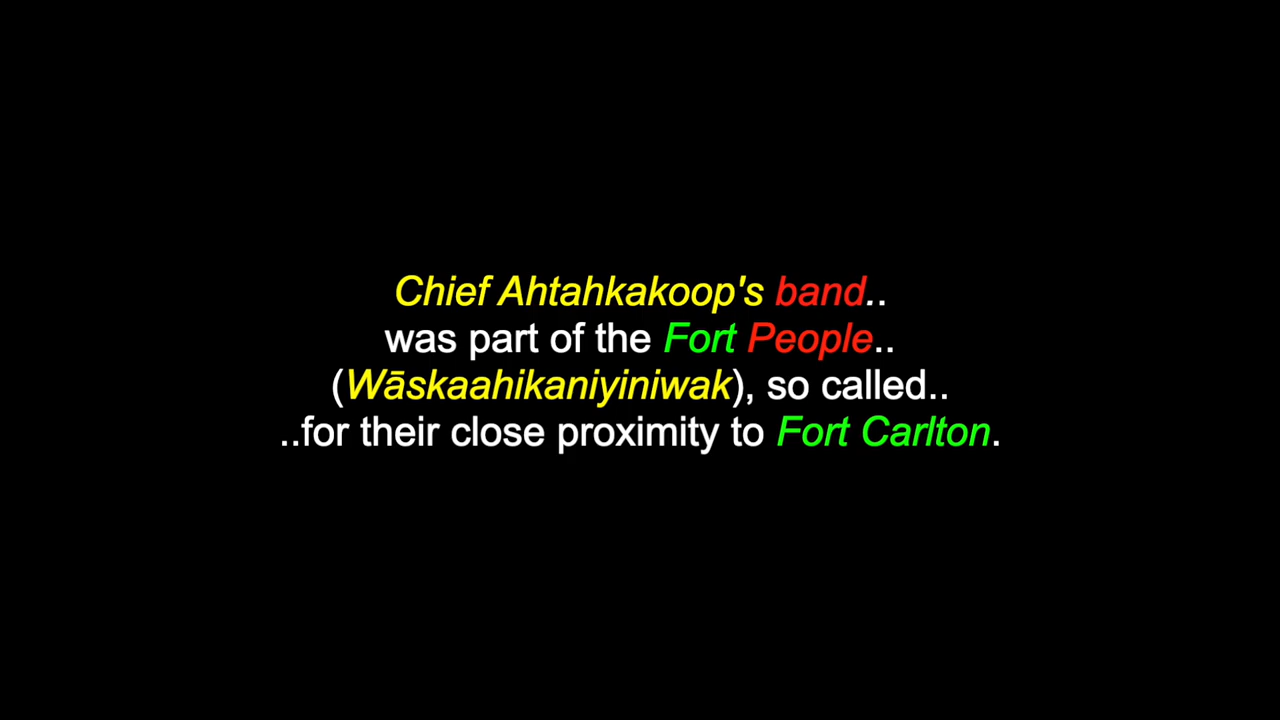 Chief Ahtahkakoop's band..
was part of the Fort People..
(Wāskaahikaniyiniwak), so called..
..for their close proximity to Fort Carlton.